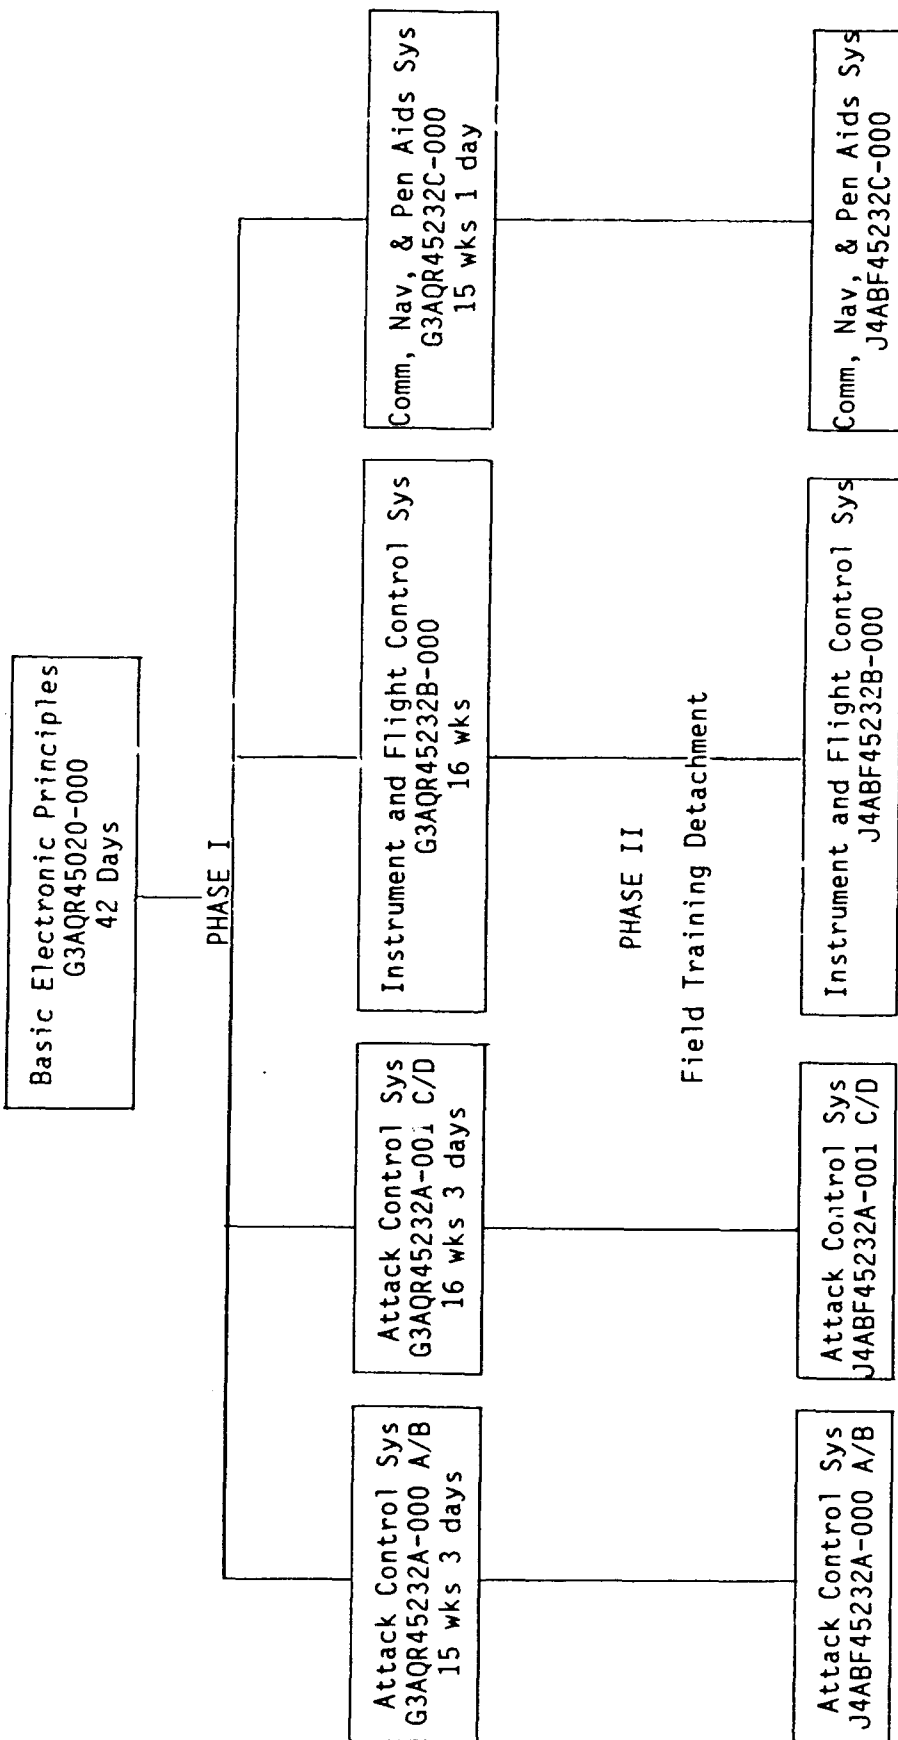 Basic Electronic Principles
G3AQR45020-000
42 Days
PHASE I
Attack Control Sys
G3AQR45232A-000 A/B
15 wks 3 days
Attack Control Sys
G3AQR45232A-001 C/D
16 wks 3 days
Instrument and Flight Control Sys
G3AQR45232B-000
16 wks
Comm, Nav, & Pen Aids Sys
G3AQR45232C-000
15 wks 1 day
PHASE II
Field Training Detachment
Attack Control Sys
J4ABF45232A-000 A/B
Attack Control Sys
J4ABF45232A-001 C/D
Instrument and Flight Control Sys
J4ABF45232B-000
Comm, Nav, & Pen Aids Sys
J4ABF45232C-000